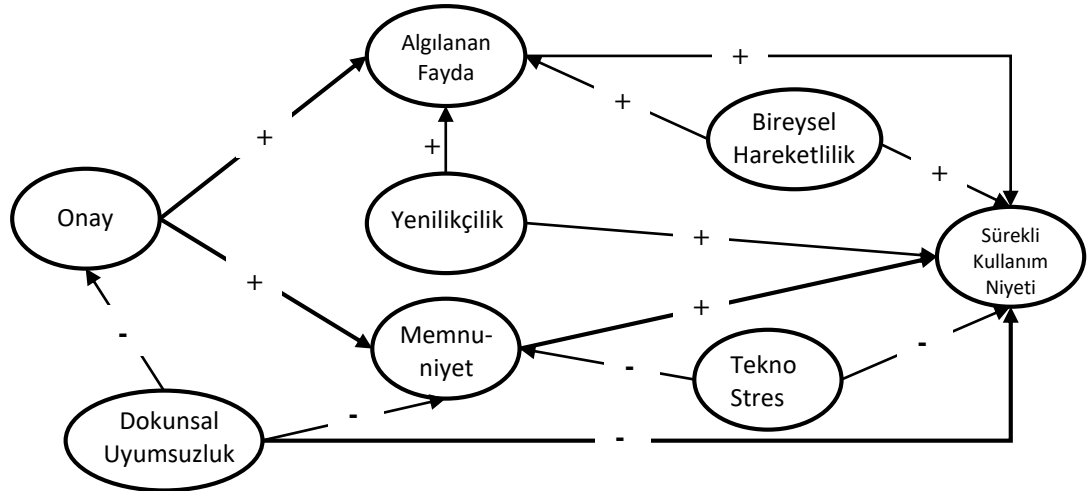 Algılanan
Fayda
+
+
+
Bireysel
Hareketlilik
+
+
+
Onay
Yenilikçilik
+
Sürekli
Kullanım
Niyeti
+
+
-
Memnu-
niyet
-
Tekno
Stres
-
-
Dokunsal
Uyumsuzluk
-